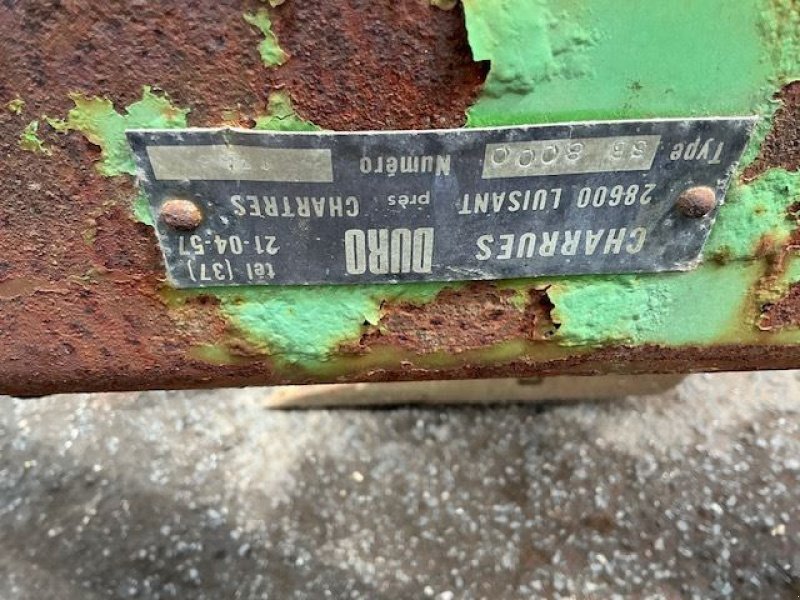 CHARRUES DURO tél (37) 21-04-57
28600 LUISANT près CHARTRES
Type Numéro